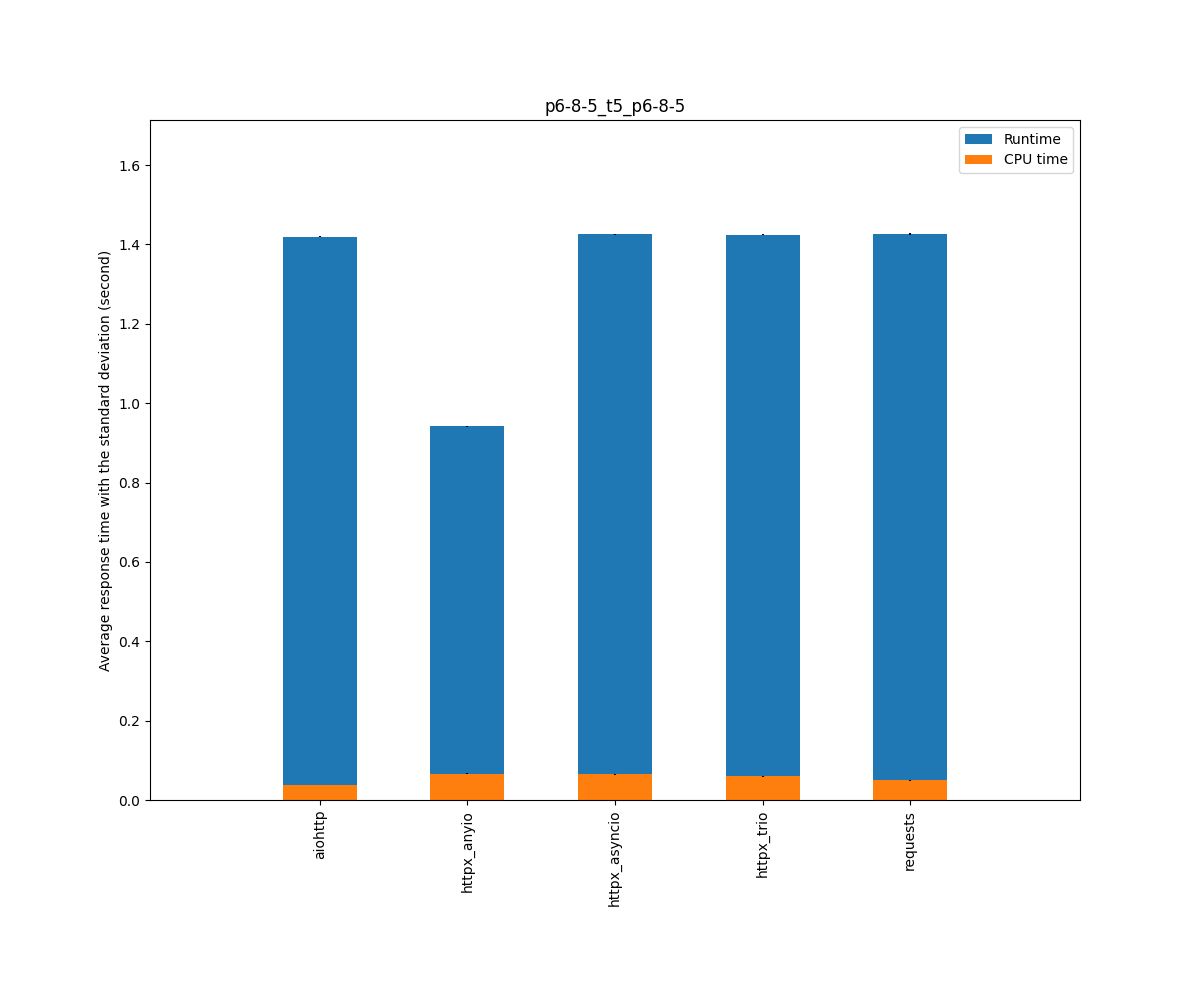 p6-8-5_t5_p6-8-5
Runtime
CPU time
Average response time with the standard deviation (second)
1.6
1.4
1.2
1.0
0.8
0.6
0.4
0.2
0.0
aiohttp
httpx_anyio
httpx_asyncio
httpx_trio
requests